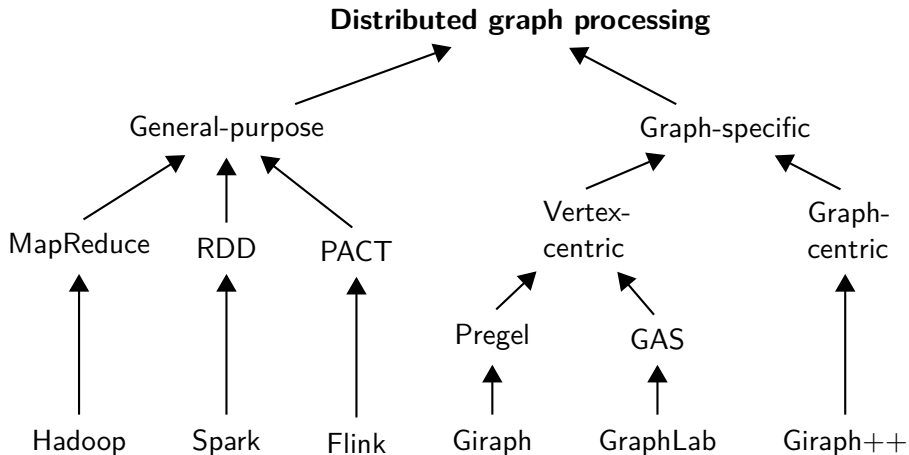 Distributed graph processing
General-purpose
Graph-specific
Vertex-
centric
Graph-
centric
MapReduce
RDD
PACT
Pregel
GAS
Hadoop
Spark
Flink
Giraph
GraphLab
Giraph++